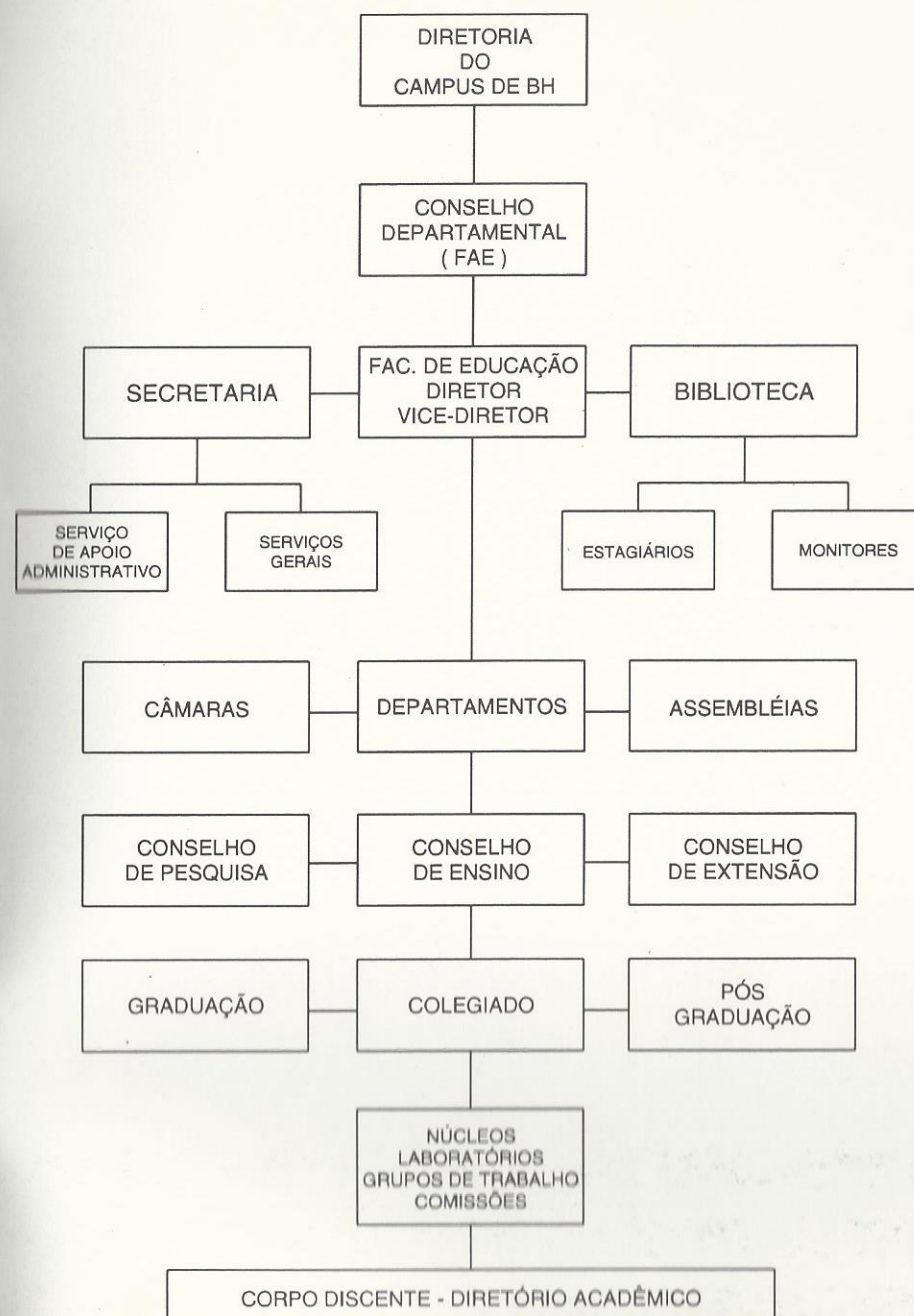 DIRETORIA
DO
CAMPUS DE BH
CONSELHO
DEPARTAMENTAL
( FAE )
SECRETARIA
FAC. DE EDUCAÇÃO
DIRETOR
VICE-DIRETOR
BIBLIOTECA
SERVIÇO
DE APOIO
ADMINISTRATIVO
SERVIÇOS
GERAIS
ESTAGIÁRIOS
MONITORES
CÂMARAS
DEPARTAMENTOS
ASSEMBLÉIAS
CONSELHO
DE PESQUISA
CONSELHO
DE ENSINO
CONSELHO
DE EXTENSÃO
GRADUAÇÃO
COLEGIADO
PÓS
GRADUAÇÃO
NÚCLEOS
LABORATÓRIOS
GRUPOS DE TRABALHO
COMISSÕES
CORPO DISCENTE - DIRETÓRIO ACADÊMICO